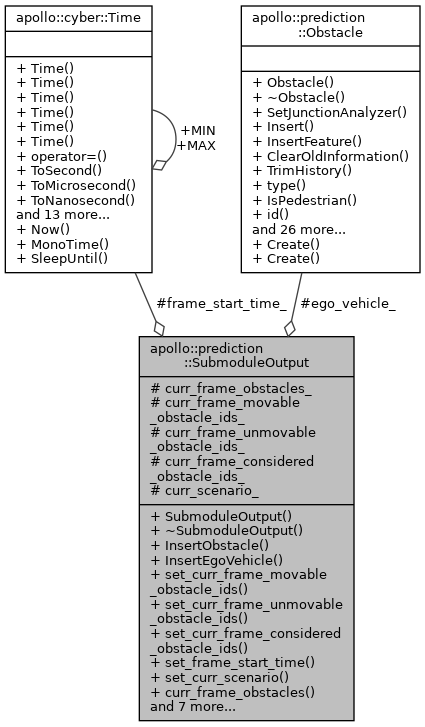 apollo::cyber::Time
+ Time()
+ Time()
+ Time()
+ Time()
+ Time()
+ Time()
+ operator=()
+ ToSecond()
+ ToMicrosecond()
+ ToNanosecond()
and 13 more...
+ Now()
+ MonoTime()
+ SleepUntil()
+MIN
+MAX
apollo::prediction
::Obstacle
+ Obstacle()
+ ~Obstacle()
+ SetJunctionAnalyzer()
+ Insert()
+ InsertFeature()
+ ClearOldInformation()
+ TrimHistory()
+ type()
+ IsPedestrian()
+ id()
and 26 more...
+ Create()
+ Create()
#frame_start_time_
#ego_vehicle_
apollo::prediction
::SubmoduleOutput
# curr_frame_obstacles_
# curr_frame_movable
_obstacle_ids_
# curr_frame_unmovable
_obstacle_ids_
# curr_frame_considered
_obstacle_ids_
# curr_scenario_
+ SubmoduleOutput()
+ ~SubmoduleOutput()
+ InsertObstacle()
+ InsertEgoVehicle()
+ set_curr_frame_movable
_obstacle_ids()
+ set_curr_frame_unmovable
_obstacle_ids()
+ set_curr_frame_considered
_obstacle_ids()
+ set_frame_start_time()
+ set_curr_scenario()
+ curr_frame_obstacles()
and 7 more...